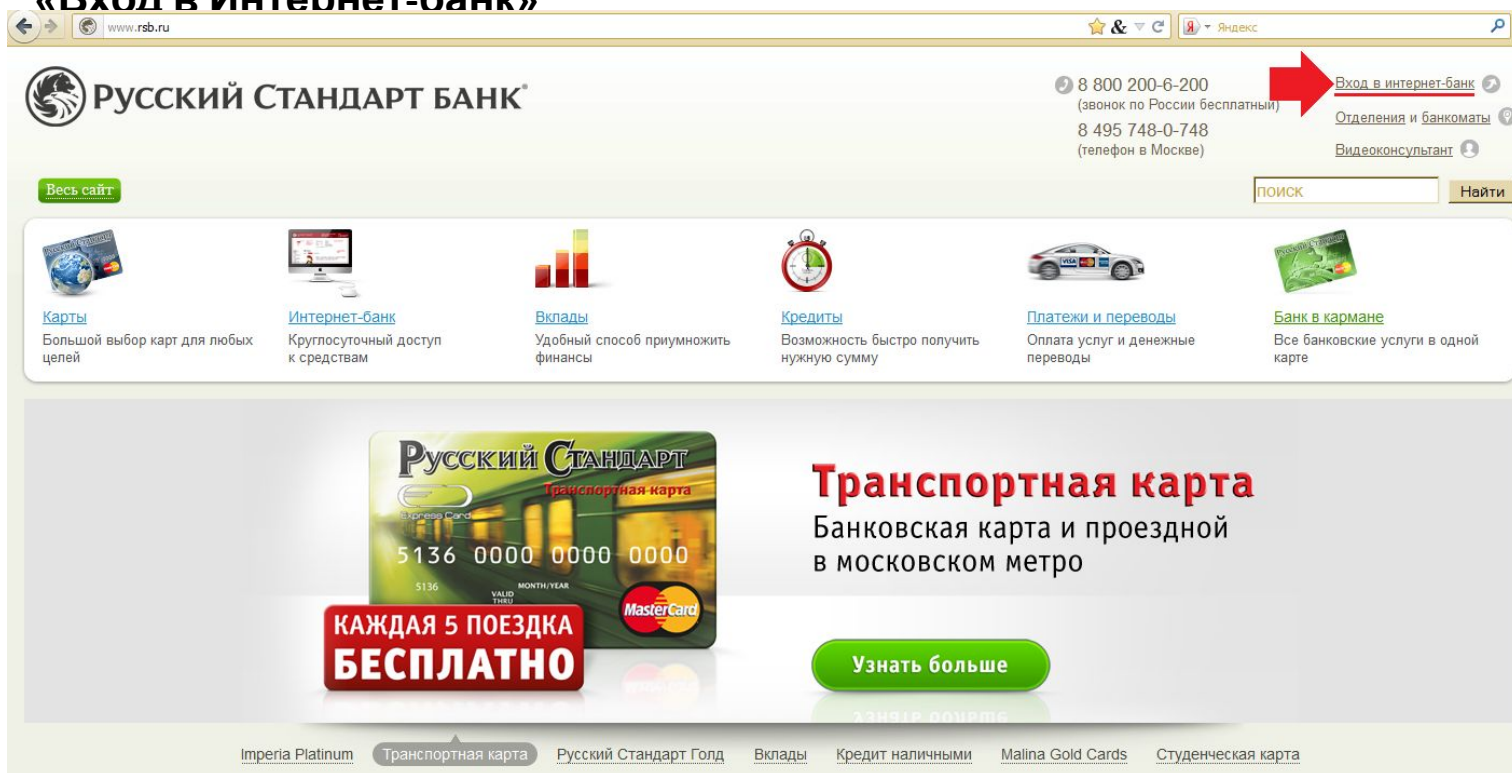 «Вход в Интернет-банк»
www.rsb.ru
Яндекс
Русский Стандарт Банк
8 800 200-6-200
(звонок по России бесплатный)
8 495 748-0-748
(телефон в Москве)
Вход в интернет-банк
Отделения и банкоматы
Видеоконсультант
Весь сайт
поиск
Найти
Карты
Большой выбор карт для любых
целей
Интернет-банк
Круглосуточный доступ
к средствам
Вклады
Удобный способ приумножить
финансы
Кредиты
Возможность быстро получить
нужную сумму
Платежи и переводы
Оплата услуг и денежные
переводы
Банк в кармане
Все банковские услуги в одной
карте
Русский Стандарт
Транспортная карта
Express Card
5136 0000 0000 0000
5136
MONTH/YEAR
VALID
THRU
MasterCard
КАЖДАЯ 5 ПОЕЗДКА
БЕСПЛАТНО
Транспортная карта
Банковская карта и проездной
в московском метро
Узнать больше
Imperia Platinum Транспортная карта Русский Стандарт Голд Вклады Кредит наличными Malina Gold Cards Студенческая карта